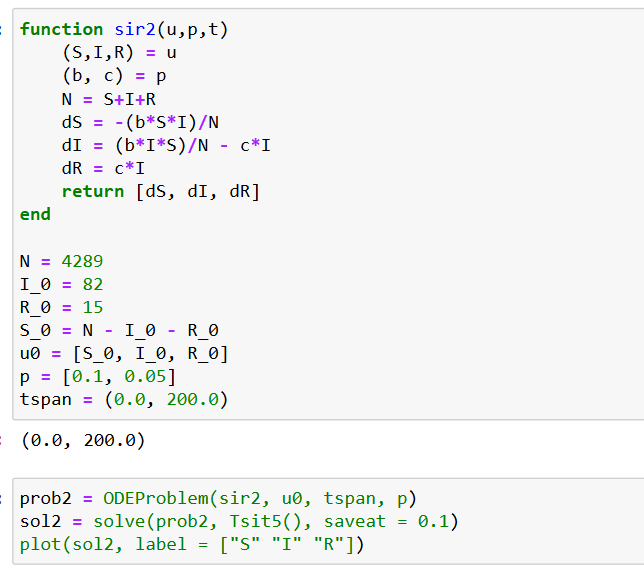 function sir2(u,p,t)
    (S,I,R) = u
    (b, c) = p
    N = S+I+R
    dS = -(b*S*I)/N
    dI = (b*I*S)/N - c*I
    dR = c*I
    return [dS, dI, dR]
end

N = 4289
I_0 = 82
R_0 = 15
S_0 = N - I_0 - R_0
u0 = [S_0, I_0, R_0]
p = [0.1, 0.05]
tspan = (0.0, 200.0)
(0.0, 200.0)
prob2 = ODEProblem(sir2, u0, tspan, p)
sol2 = solve(prob2, Tsit5(), saveat = 0.1)
plot(sol2, label = ["S" "I" "R"])